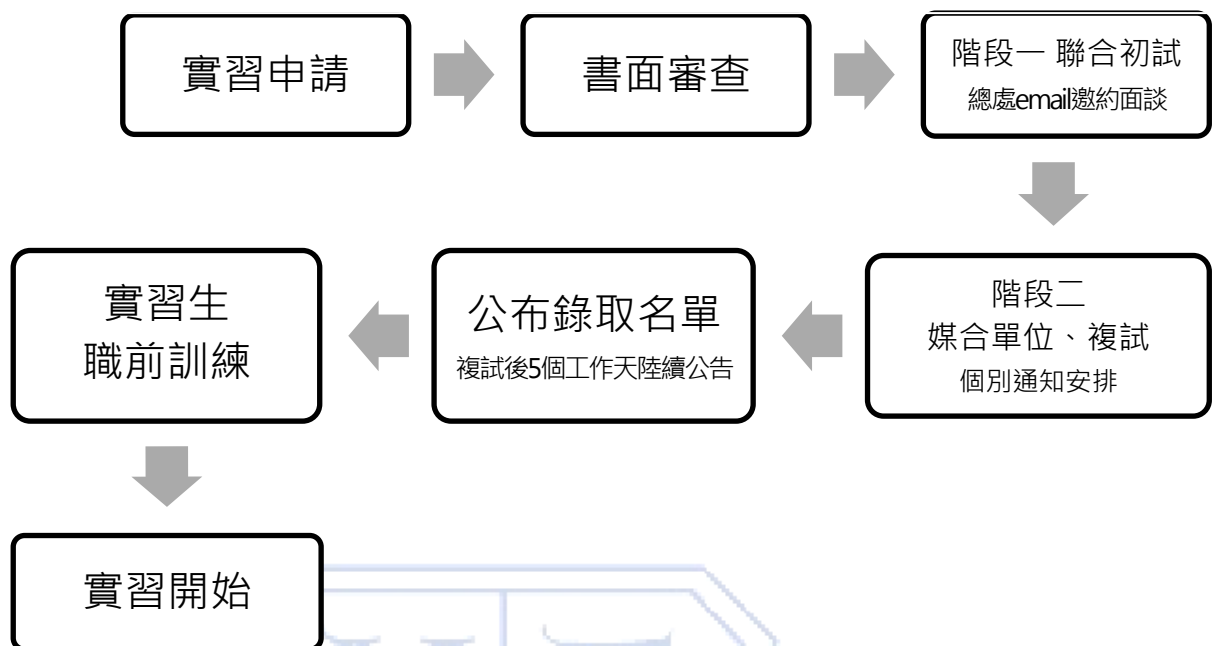 實習申請
書面審查
階段一 聯合初試
總處email邀約面談
階段二
媒合單位、複試
個別通知安排
公布錄取名單
複試後5個工作天陸續公告
實習生
職前訓練
實習開始